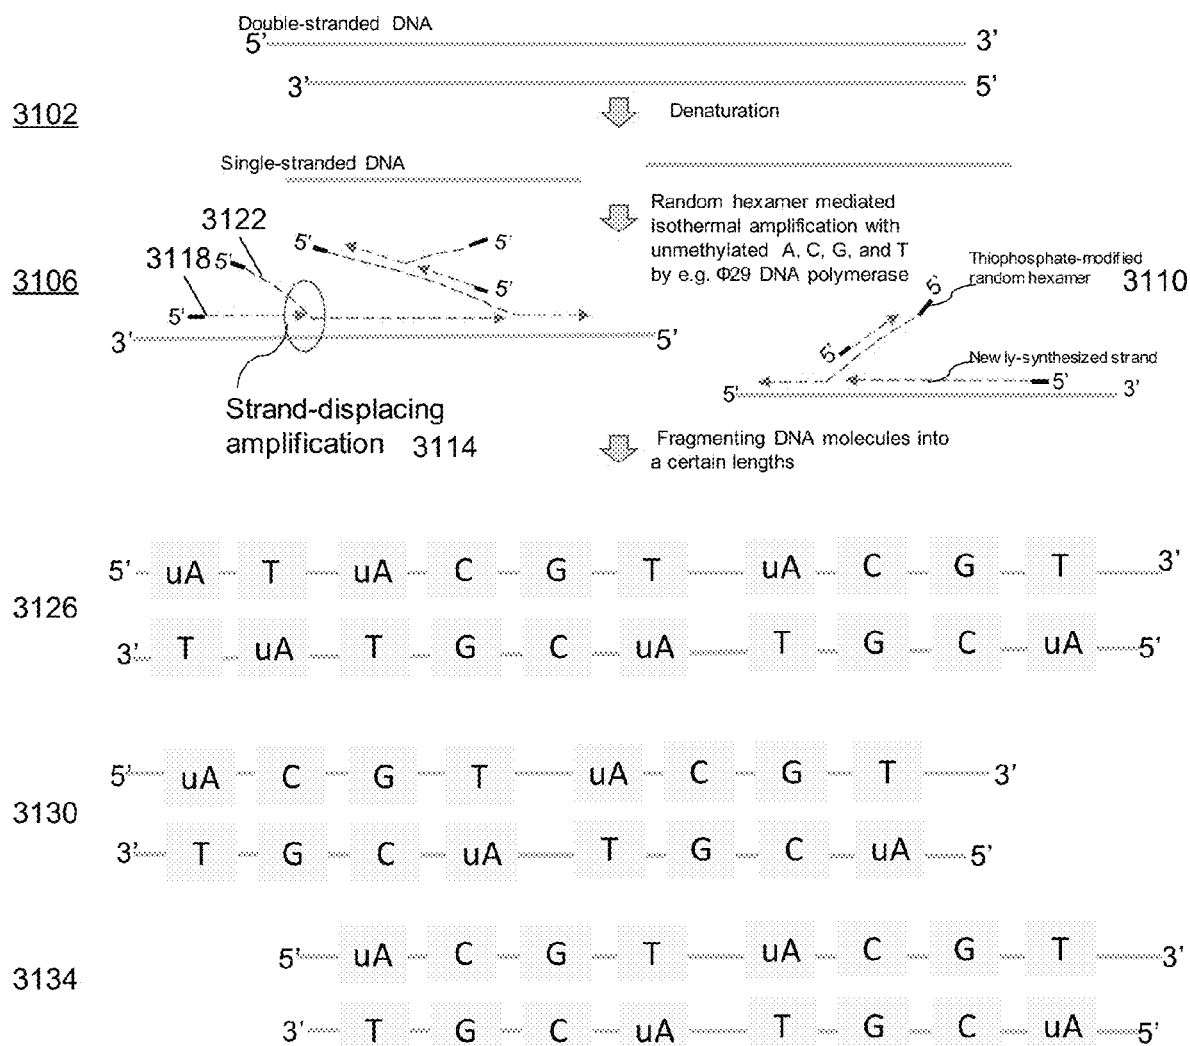 Double-stranded DNA
5' 3'
3' 5'
3102
Denaturation
Single-stranded DNA
Random hexamer mediated
isothermal amplification with
unmethylated A, C, G, and T
by e.g. Φ29 DNA polymerase
3122
5' 5'
3118 5'
3106
5'
5'
3' 5'
Thiophosphate-modified
random hexamer 3110
5'
5'
Newly-synthesized strand
5'
5' 3'
Strand-displacing
amplification 3114
Fragmenting DNA molecules into
a certain lengths
5' uA T uA C G T uA C G T 3'
3126
3' T uA T G C uA T G C uA 5'
5' uA C G T uA C G T 3'
3130
3' T G C uA T G C uA 5'
5' uA C G T uA C G T 3'
3134
3' T G C uA T G C uA 5'